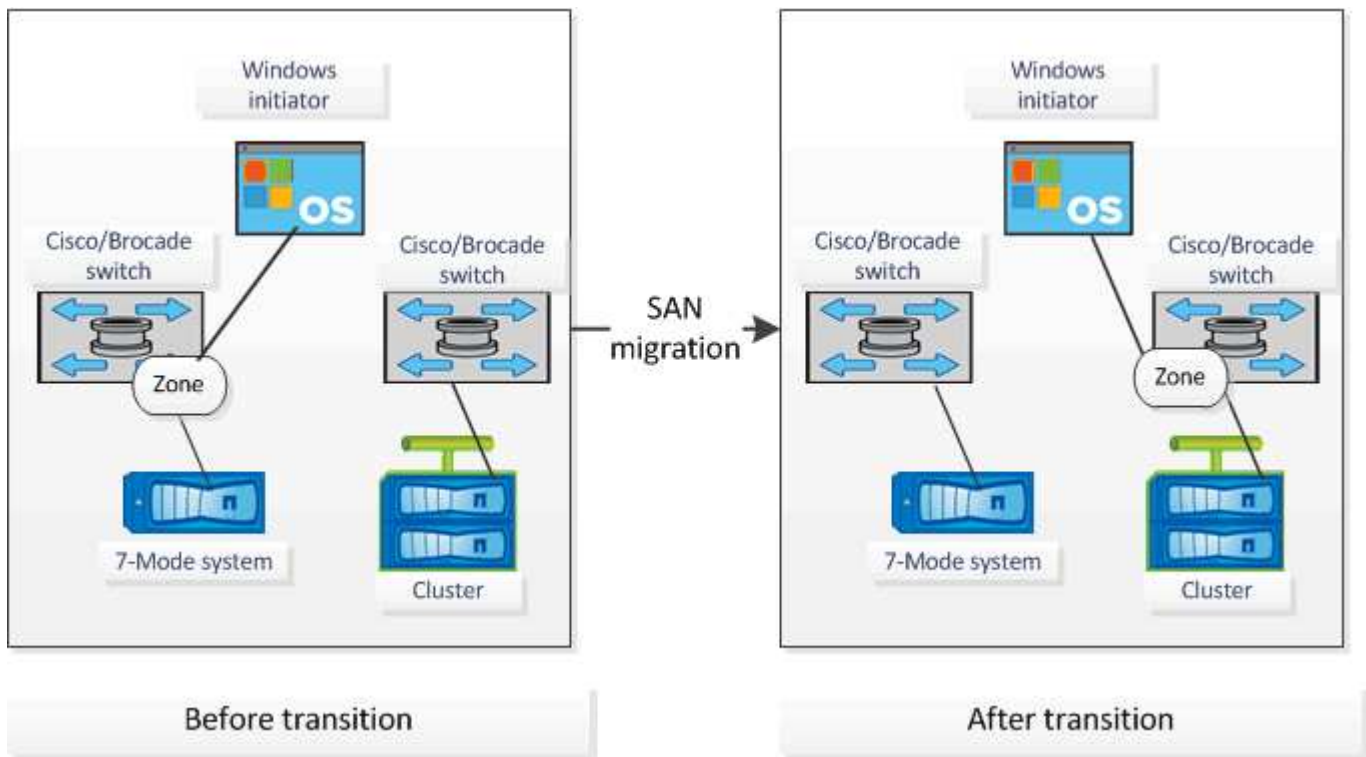 Windows
initiator
OS
Cisco/Brocade
switch
Cisco/Brocade
switch
Zone
n
7-Mode system
n
n
Cluster
SAN
migration
Windows
initiator
OS
Cisco/Brocade
switch
Cisco/Brocade
switch
Zone
n
7-Mode system
n
n
Cluster
Before transition
After transition